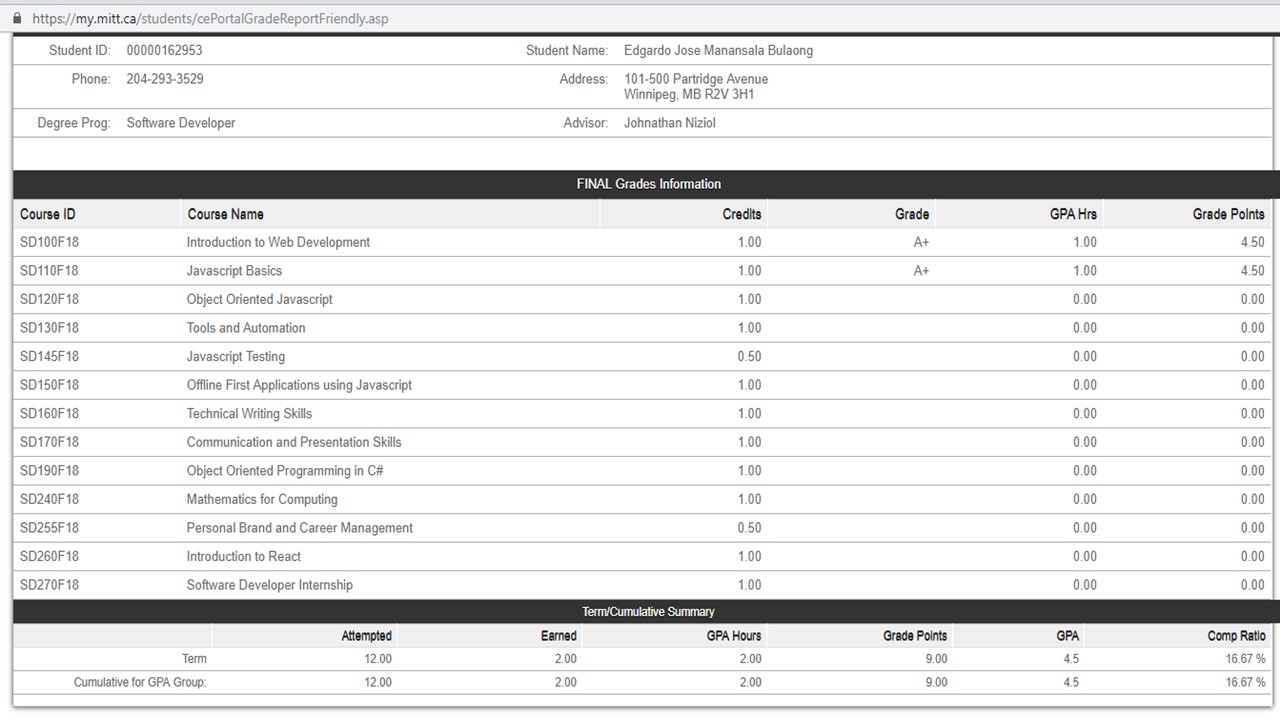 https://my.mitt.ca/students/cePortalGradeReportFriendly.asp
Student ID: 00000162953 Student Name: Edgardo Jose Manansala Bulaong
Phone: 204-293-3529 Address: 101-500 Partridge Avenue
Winnipeg, MB R2V 3H1
Degree Prog: Software Developer Advisor: Johnathan Niziol
FINAL Grades Information
Course ID Course Name Credits Grade GPA Hrs Grade Points
SD100F18 Introduction to Web Development 1.00 A+ 1.00 4.50
SD110F18 Javascript Basics 1.00 A+ 1.00 4.50
SD120F18 Object Oriented Javascript 1.00 0.00 0.00
SD130F18 Tools and Automation 1.00 0.00 0.00
SD145F18 Javascript Testing 0.50 0.00 0.00
SD150F18 Offline First Applications using Javascript 1.00 0.00 0.00
SD160F18 Technical Writing Skills 1.00 0.00 0.00
SD170F18 Communication and Presentation Skills 1.00 0.00 0.00
SD190F18 Object Oriented Programming in C# 1.00 0.00 0.00
SD240F18 Mathematics for Computing 1.00 0.00 0.00
SD255F18 Personal Brand and Career Management 0.50 0.00 0.00
SD260F18 Introduction to React 1.00 0.00 0.00
SD270F18 Software Developer Internship 1.00 0.00 0.00
Term/Cumulative Summary
Attempted Earned GPA Hours Grade Points GPA Comp Ratio
Term 12.00 2.00 2.00 9.00 4.5 16.67 %
Cumulative for GPA Group: 12.00 2.00 2.00 9.00 4.5 16.67 %